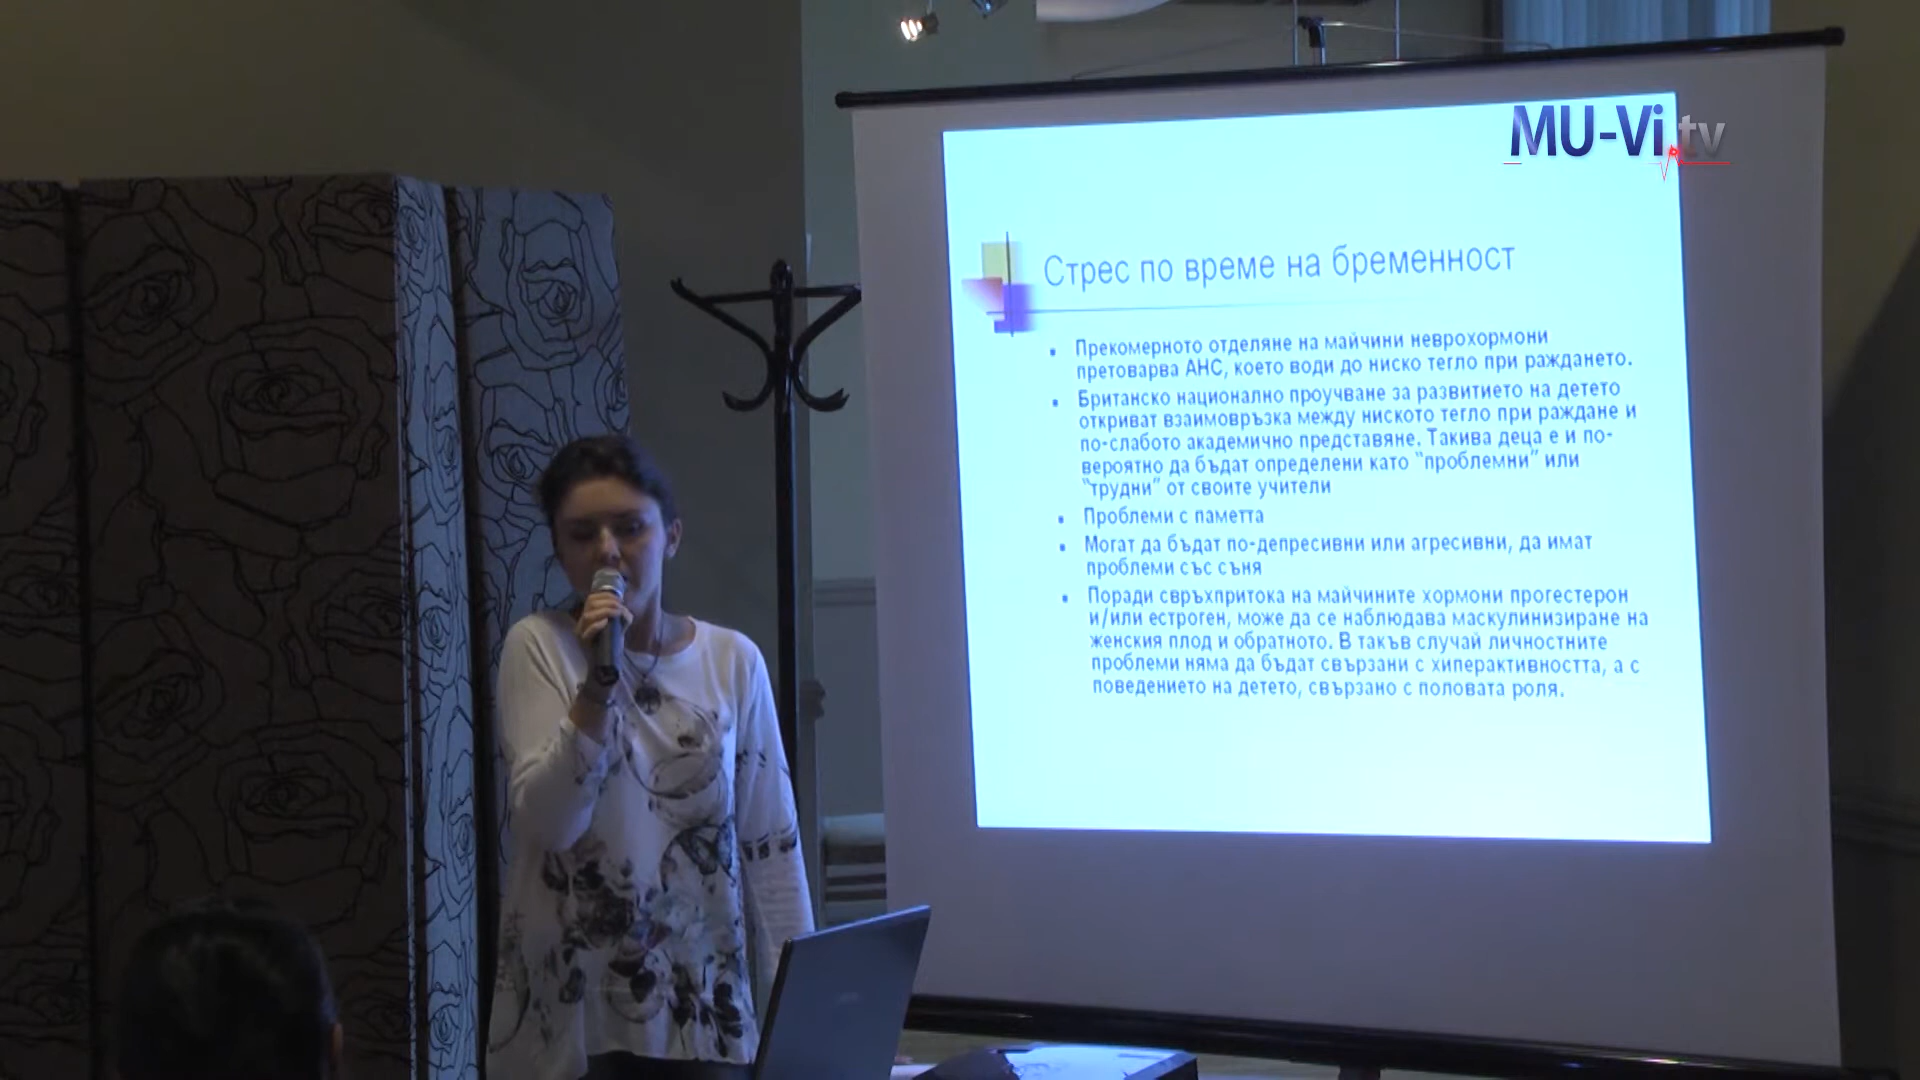 MU-Vi.tv
Стрес по време на бременност
Прекомерното отделяне на майчини неврохормони
претоварва АНС, което води до ниско тегло при раждането.
Британско национално проучване за развитието на детето
откриват взаимовръзка между ниското тегло при раждане и
по-слабото академично представяне. Такива деца е и по-
вероятно да бъдат определени като "проблемни" или
"трудни" от своите учители
Проблеми с паметта
Могат да бъдат по-депресивни или агресивни, да имат
проблеми със съня
Поради свръхпритока на майчините хормони прогестерон
и/или естроген, може да се наблюдава маскулинизиране на
женския плод и обратното. В такъв случай личностните
проблеми няма да бъдат свързани с хиперактивността, а с
поведението на детето, свързано с половата роля.